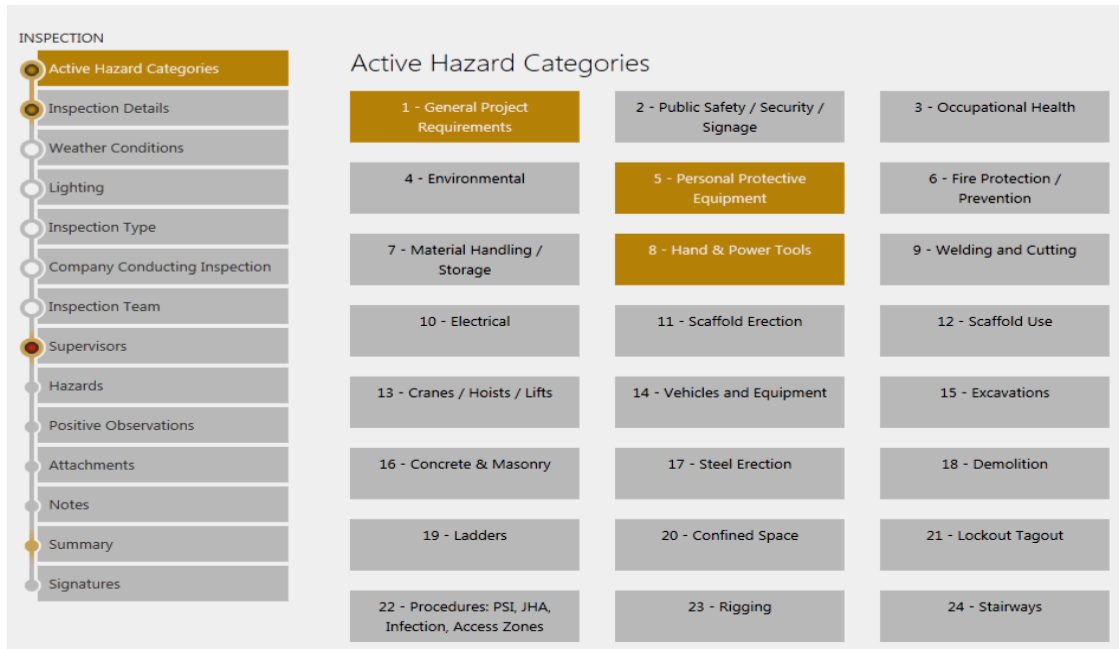 INSPECTION
Active Hazard Categories
Inspection Details
Weather Conditions
Lighting
Inspection Type
Company Conducting Inspection
Inspection Team
Supervisors
Hazards
Positive Observations
Attachments
Notes
Summary
Signatures
Active Hazard Categories
1 - General Project
Requirements
2 - Public Safety / Security /
Signage
3 - Occupational Health
4 - Environmental
5 - Personal Protective
Equipment
6 - Fire Protection /
Prevention
7 - Material Handling /
Storage
8 - Hand & Power Tools
9 - Welding and Cutting
10 - Electrical
11 - Scaffold Erection
12 - Scaffold Use
13 - Cranes / Hoists / Lifts
14 - Vehicles and Equipment
15 - Excavations
16 - Concrete & Masonry
17 - Steel Erection
18 - Demolition
19 - Ladders
20 - Confined Space
21 - Lockout Tagout
22 - Procedures: PSI, JHA,
Infection, Access Zones
23 - Rigging
24 - Stairways